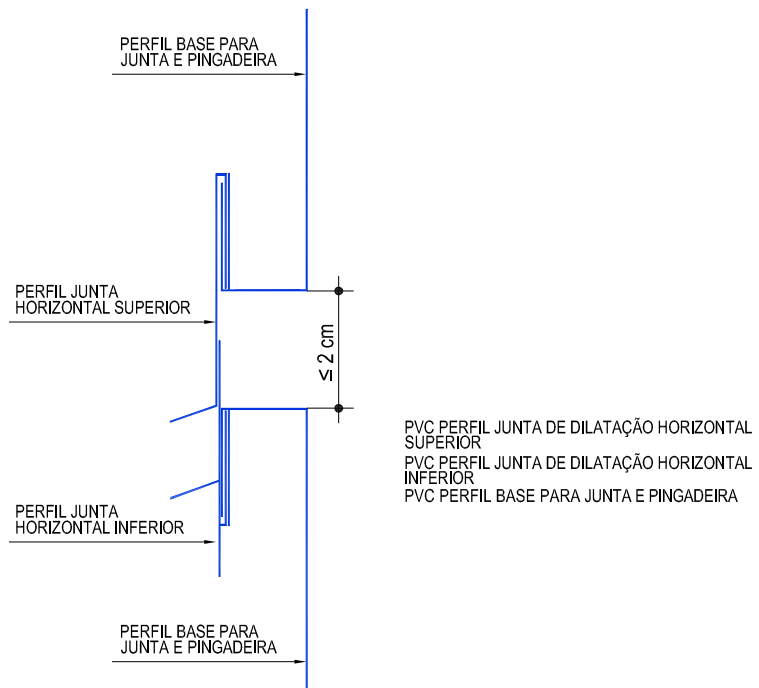 PERFIL BASE PARA
JUNTA E PINGADEIRA
PERFIL JUNTA
HORIZONTAL SUPERIOR
≤ 2 cm
PVC PERFIL JUNTA DE DILATAÇÃO HORIZONTAL
SUPERIOR
PVC PERFIL JUNTA DE DILATAÇÃO HORIZONTAL
INFERIOR
PVC PERFIL BASE PARA JUNTA E PINGADEIRA
PERFIL JUNTA
HORIZONTAL INFERIOR
PERFIL BASE PARA
JUNTA E PINGADEIRA